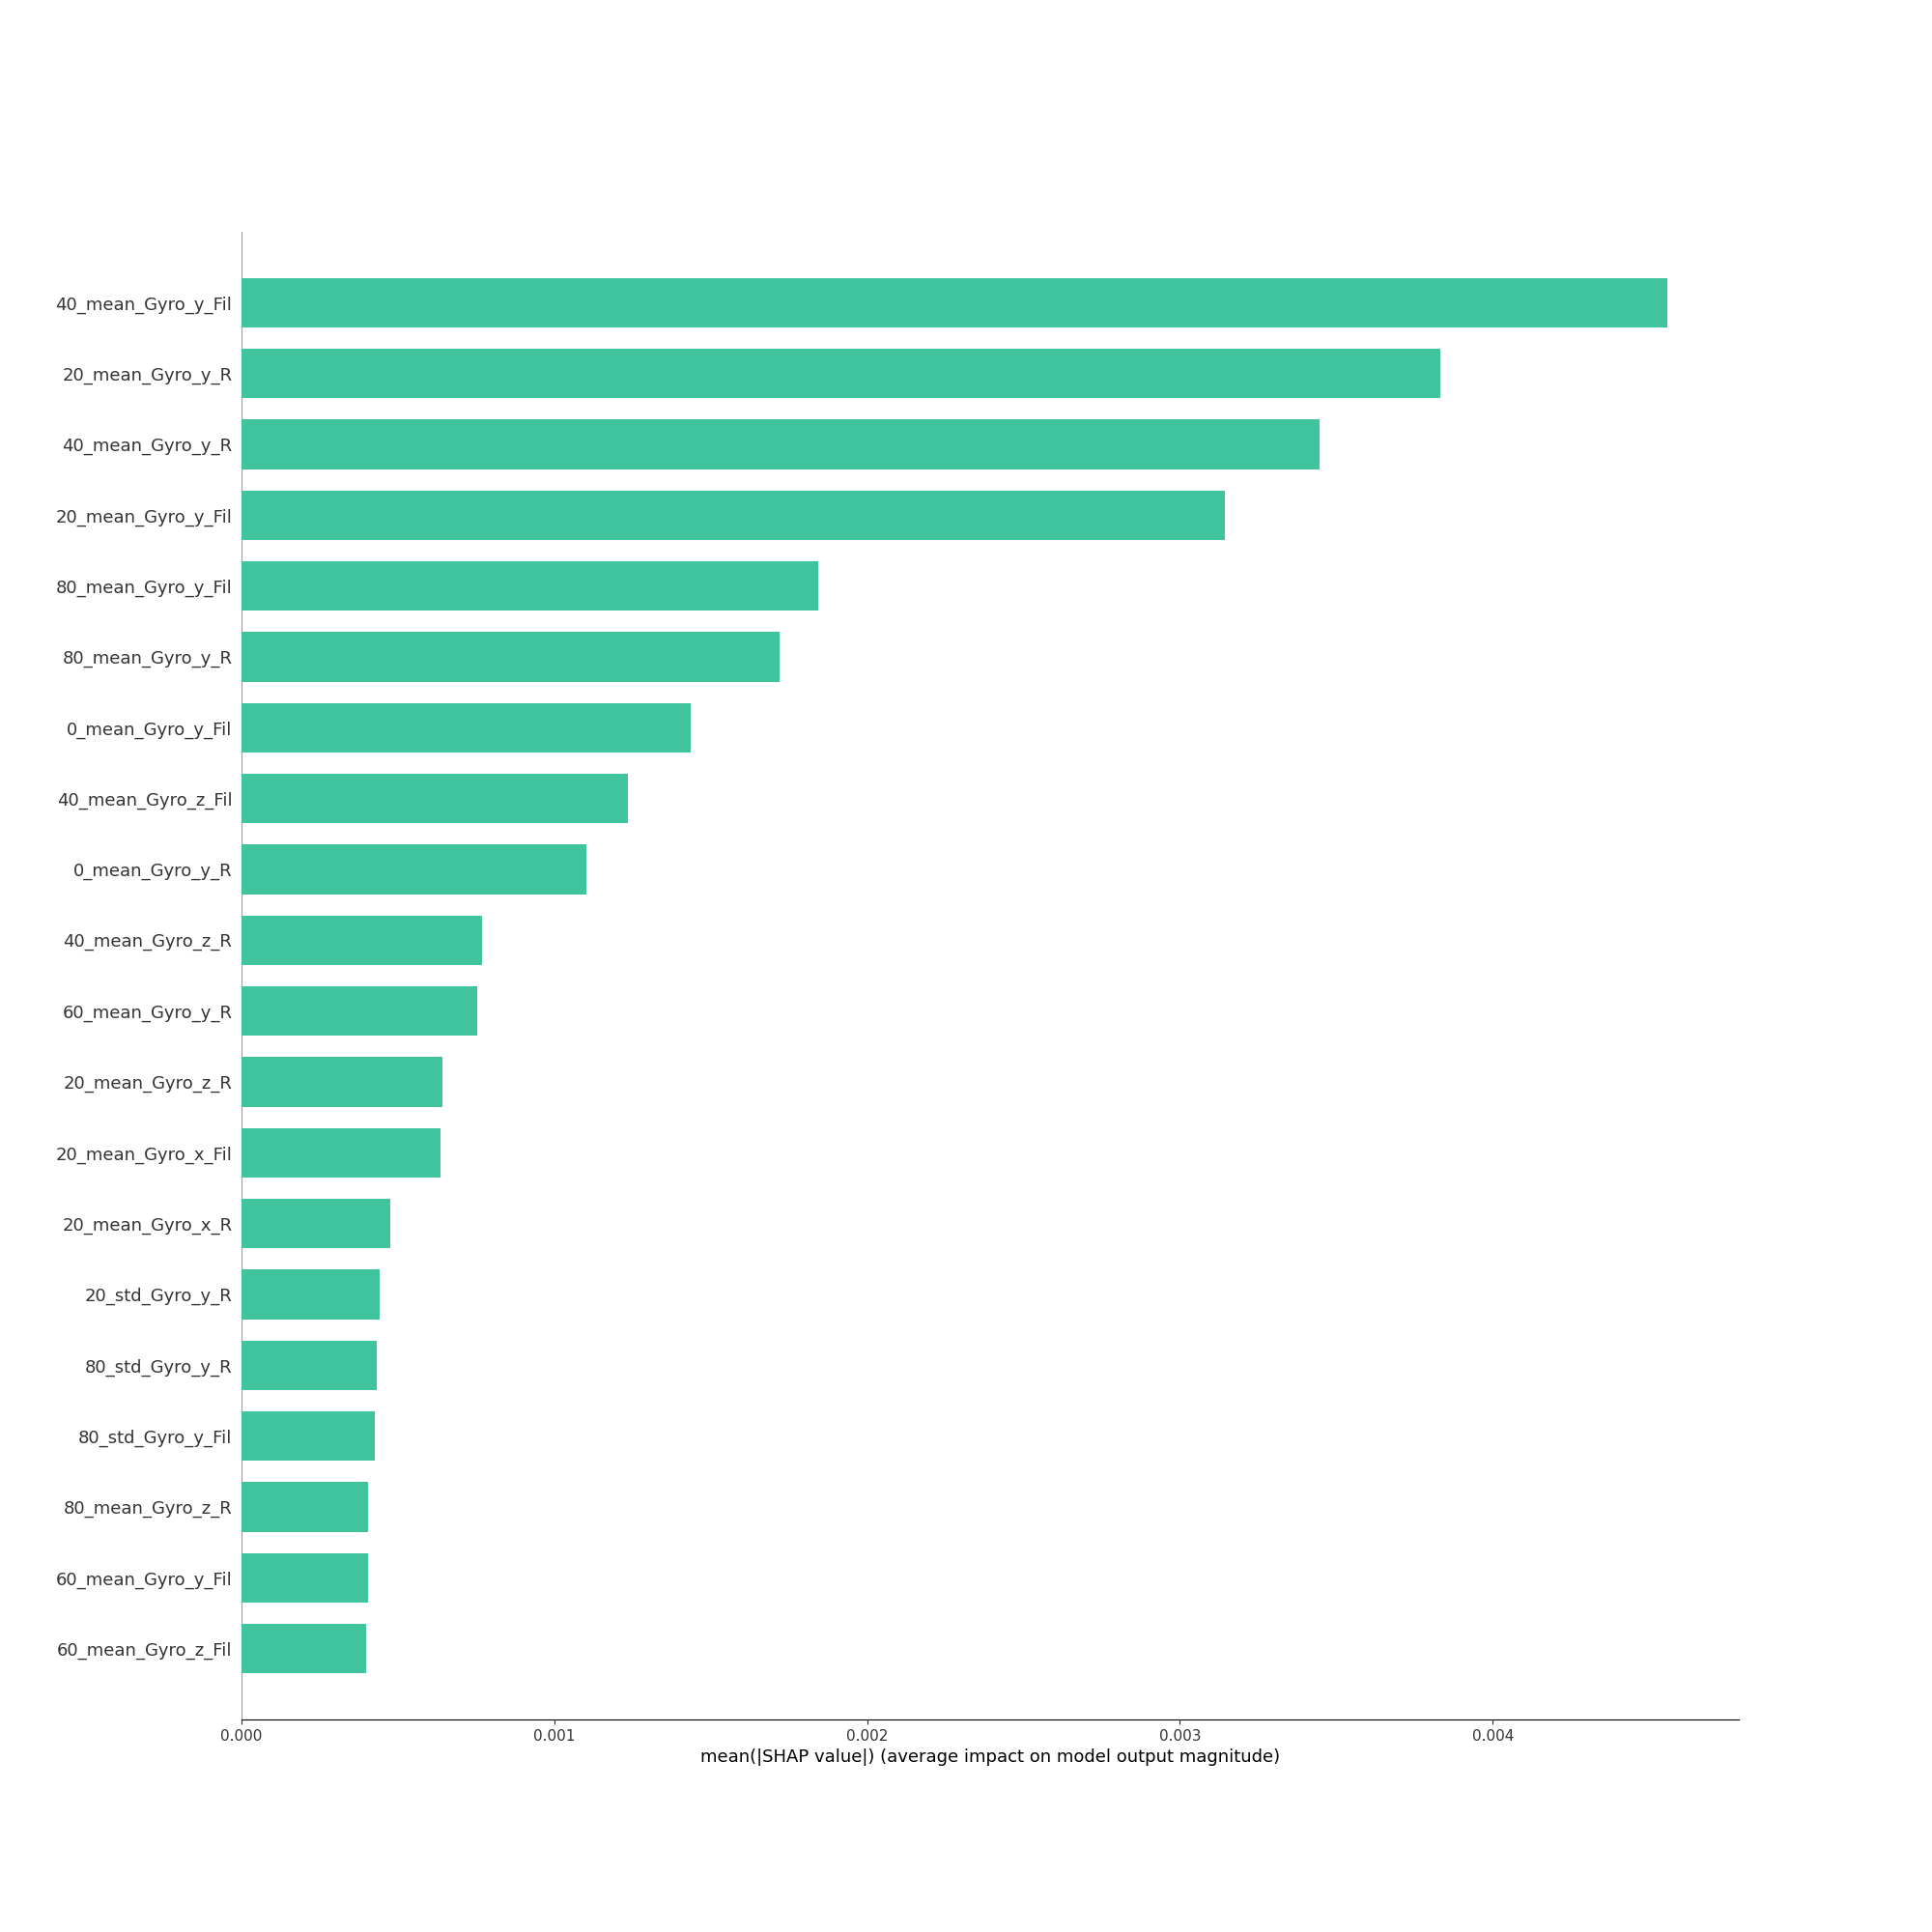 40_mean_Gyro_y_Fil
20_mean_Gyro_y_R
40_mean_Gyro_y_R
20_mean_Gyro_y_Fil
80_mean_Gyro_y_Fil
80_mean_Gyro_y_R
0_mean_Gyro_y_Fil
40_mean_Gyro_z_Fil
0_mean_Gyro_y_R
40_mean_Gyro_z_R
60_mean_Gyro_y_R
20_mean_Gyro_z_R
20_mean_Gyro_x_Fil
20_mean_Gyro_x_R
20_std_Gyro_y_R
80_std_Gyro_y_R
80_std_Gyro_y_Fil
80_mean_Gyro_z_R
60_mean_Gyro_y_Fil
60_mean_Gyro_z_Fil
0.000 0.001 0.002 0.003 0.004
mean(|SHAP value|) (average impact on model output magnitude)